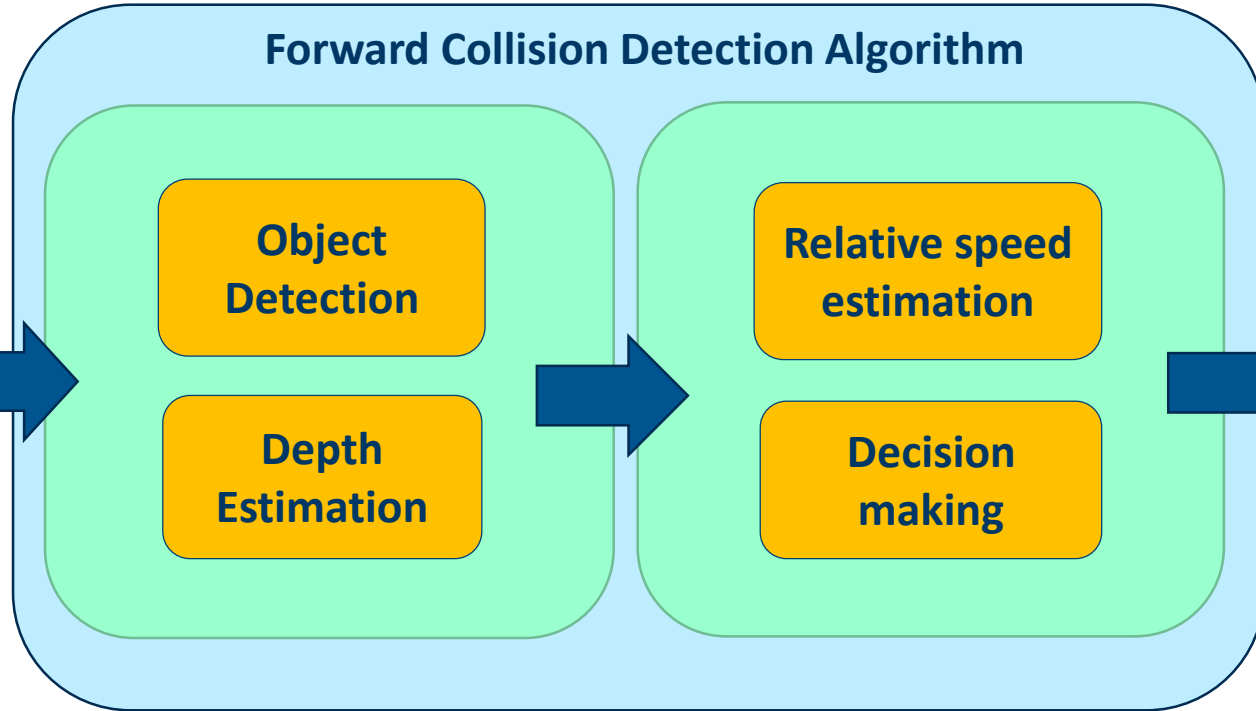 Forward Collision Detection Algorithm
Object
Detection
Depth
Estimation
Relative speed
estimation
Decision
making